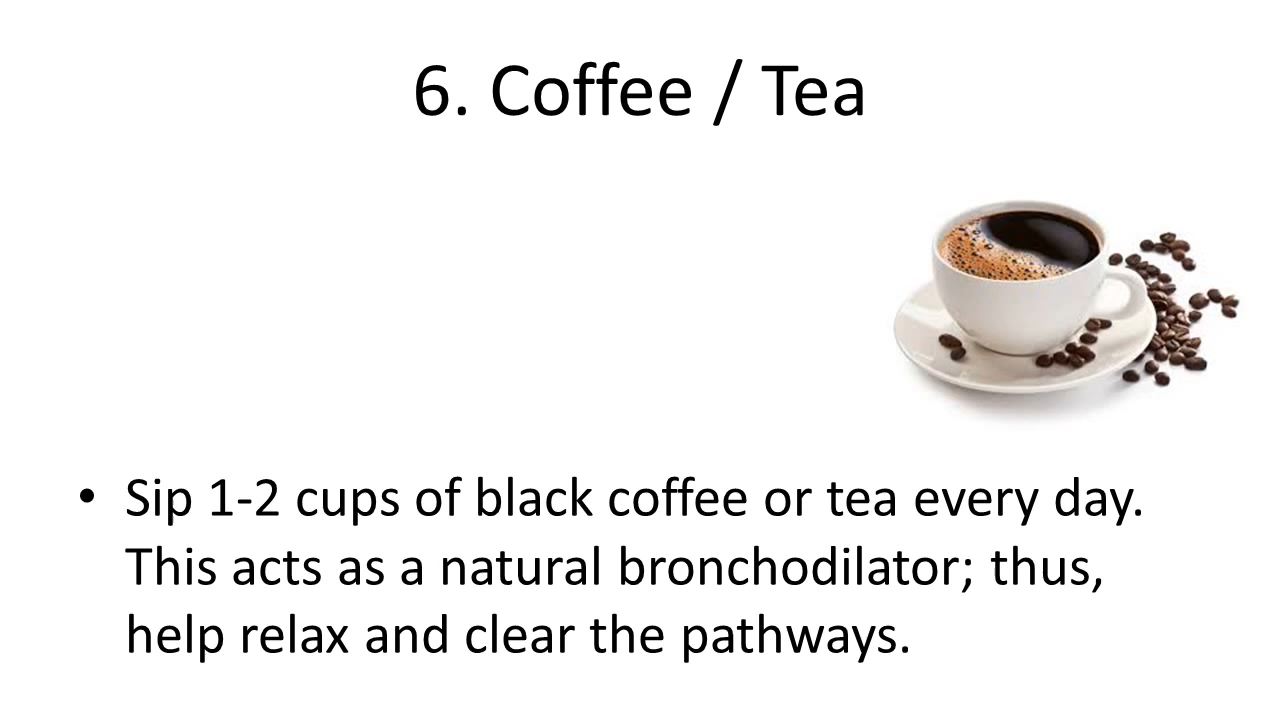 6. Coffee / Tea
• Sip 1-2 cups of black coffee or tea every day.
This acts as a natural bronchodilator; thus,
help relax and clear the pathways.